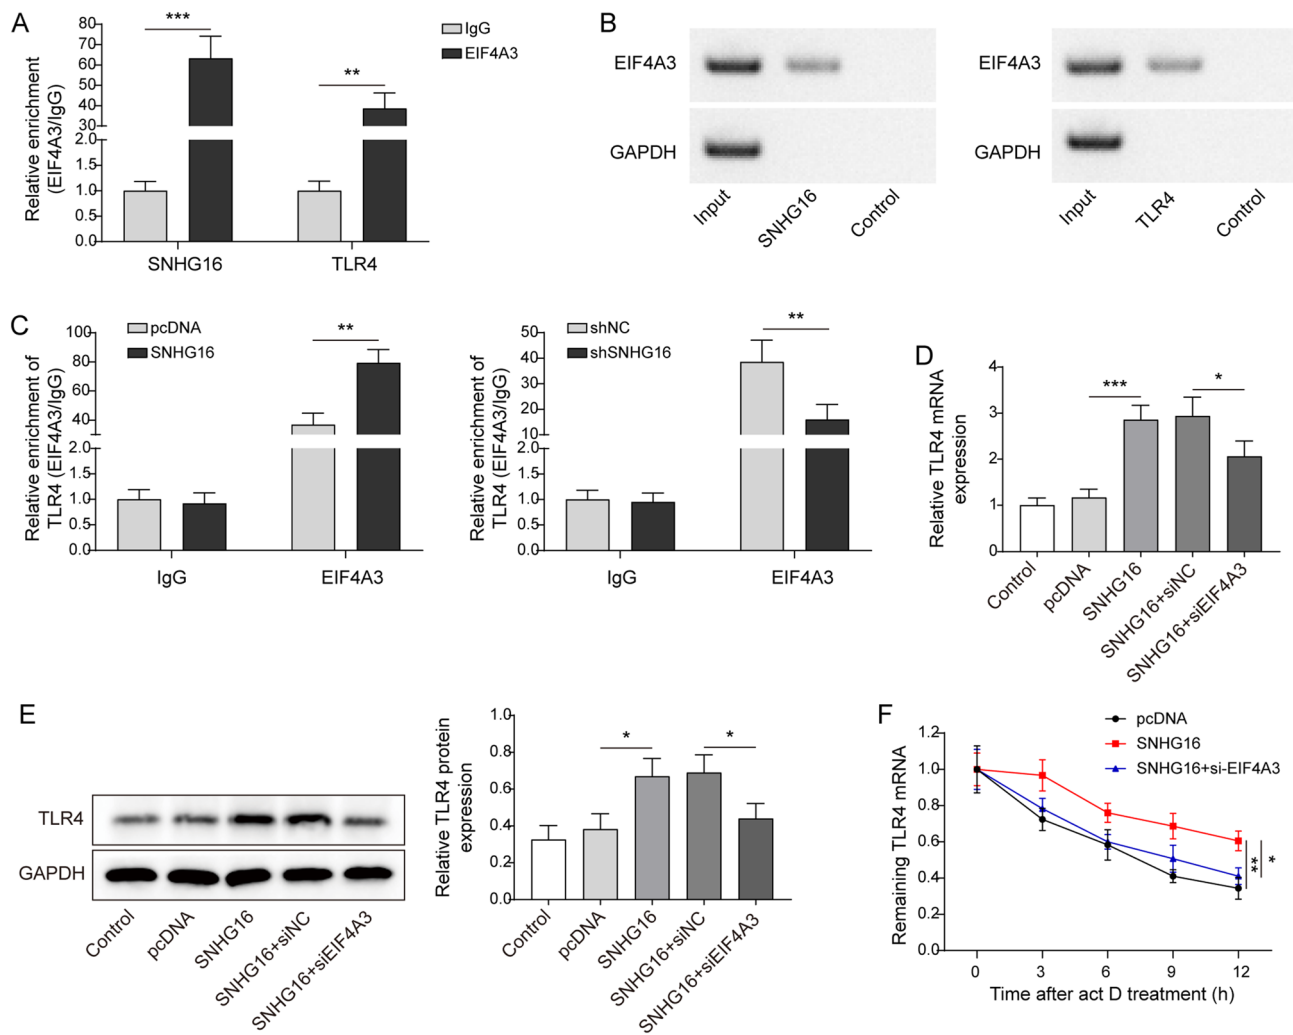 A
Relative enrichment
(EIF4A3/IgG)
80
70
60
50
40
30
2.0
1.5
1.0
0.5
0.0
***
**
IgG
EIF4A3
SNHG16
TLR4
B
EIF4A3
GAPDH
Input
SNHG16
Control
EIF4A3
GAPDH
Input
TLR4
Control
C
Relative enrichment of
TLR4 (EIF4A3/IgG)
100
80
60
40
2.0
1.5
1.0
0.5
0.0
pcDNA
SNHG16
**
IgG
EIF4A3
Relative enrichment of
TLR4 (EIF4A3/IgG)
50
40
30
20
10
2.0
1.5
1.0
0.5
0.0
shNC
shSNHG16
**
IgG
EIF4A3
D
Relative TLR4 mRNA
expression
4
3
2
1
0
***
*
Control
pcDNA
SNHG16
SNHG16+siNC
SNHG16+siEIF4A3
E
TLR4
GAPDH
Control
pcDNA
SNHG16
SNHG16+siNC
SNHG16+siEIF4A3
Relative TLR4 protein
expression
1.0
0.8
0.6
0.4
0.2
0.0
*
*
Control
pcDNA
SNHG16
SNHG16+siNC
SNHG16+siEIF4A3
F
Remaining TLR4 mRNA
1.2
1.0
0.8
0.6
0.4
0.2
0.0
pcDNA
SNHG16
SNHG16+si-EIF4A3
**
*
0
3
6
9
12
Time after act D treatment (h)